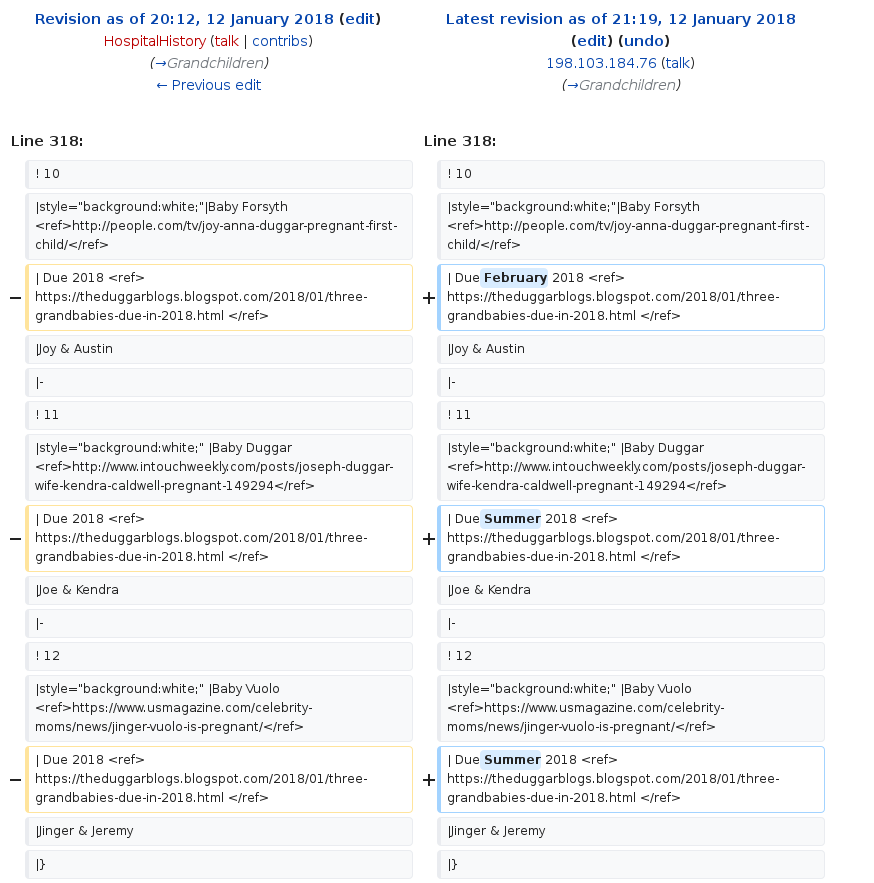 Revision as of 20:12, 12 January 2018 (edit)
HospitalHistory (talk | contribs)
(→Grandchildren)
← Previous edit
Latest revision as of 21:19, 12 January 2018
(edit) (undo)
198.103.184.76 (talk)
(→Grandchildren)
Line 318:
Line 318:
! 10
! 10
|style="background:white;"|Baby Forsyth
<ref>http://people.com/tv/joy-anna-duggar-pregnant-first-
child/</ref>
|style="background:white;"|Baby Forsyth
<ref>http://people.com/tv/joy-anna-duggar-pregnant-first-
child/</ref>
−
| Due 2018 <ref>
https://theduggarblogs.blogspot.com/2018/01/three-
grandbabies-due-in-2018.html </ref>
+
| Due February 2018 <ref>
https://theduggarblogs.blogspot.com/2018/01/three-
grandbabies-due-in-2018.html </ref>
|Joy & Austin
|Joy & Austin
|-
|-
! 11
! 11
|style="background:white;" |Baby Duggar
<ref>http://www.intouchweekly.com/posts/joseph-duggar-
wife-kendra-caldwell-pregnant-149294</ref>
|style="background:white;" |Baby Duggar
<ref>http://www.intouchweekly.com/posts/joseph-duggar-
wife-kendra-caldwell-pregnant-149294</ref>
−
| Due 2018 <ref>
https://theduggarblogs.blogspot.com/2018/01/three-
grandbabies-due-in-2018.html </ref>
+
| Due Summer 2018 <ref>
https://theduggarblogs.blogspot.com/2018/01/three-
grandbabies-due-in-2018.html </ref>
|Joe & Kendra
|Joe & Kendra
|-
|-
! 12
! 12
|style="background:white;" |Baby Vuolo
<ref>https://www.usmagazine.com/celebrity-
moms/news/jinger-vuolo-is-pregnant/</ref>
|style="background:white;" |Baby Vuolo
<ref>https://www.usmagazine.com/celebrity-
moms/news/jinger-vuolo-is-pregnant/</ref>
−
| Due 2018 <ref>
https://theduggarblogs.blogspot.com/2018/01/three-
grandbabies-due-in-2018.html </ref>
+
| Due Summer 2018 <ref>
https://theduggarblogs.blogspot.com/2018/01/three-
grandbabies-due-in-2018.html </ref>
|Jinger & Jeremy
|Jinger & Jeremy
|}
|}